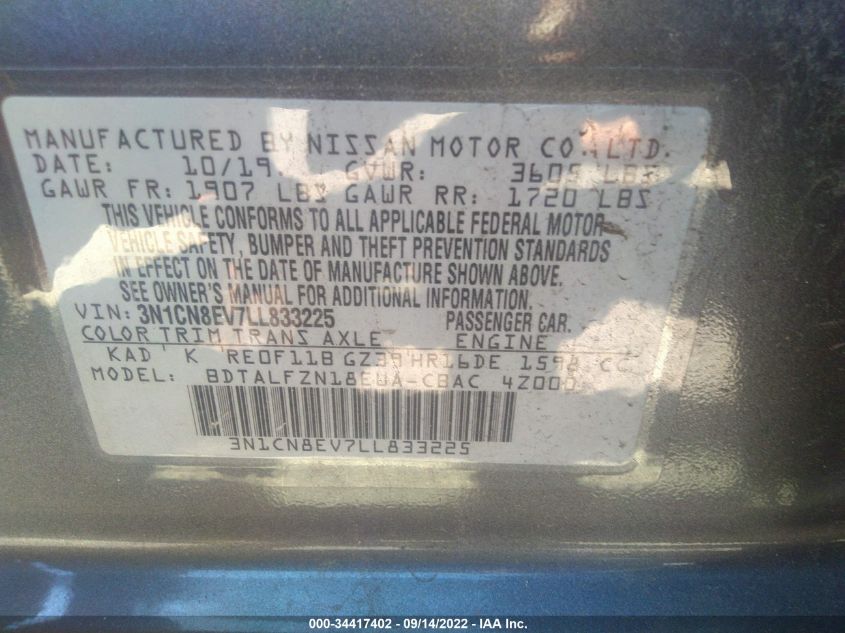 MANUFACTURED BY NISSAN MOTOR CO.,LTD.
DATE: 10/19 GVWR: 3605 LBS
GAWR FR: 1907 LBS GAWR RR: 1720 LBS
THIS VEHICLE CONFORMS TO ALL APPLICABLE FEDERAL MOTOR
VEHICLE SAFETY, BUMPER AND THEFT PREVENTION STANDARDS
IN EFFECT ON THE DATE OF MANUFACTURE SHOWN ABOVE.
SEE OWNER'S MANUAL FOR ADDITIONAL INFORMATION.
VIN: 3N1CN8EV7LL833225 PASSENGER CAR.
COLOR TRIM TRANS AXLE ENGINE
KAD K RE0F11B GZ39 HR16DE 1598 CC
MODEL: BDTALFZN18EUA-CBAC 4Z000
3N1CN8EV7LL833225
000-34417402 - 09/14/2022 - IAA Inc.